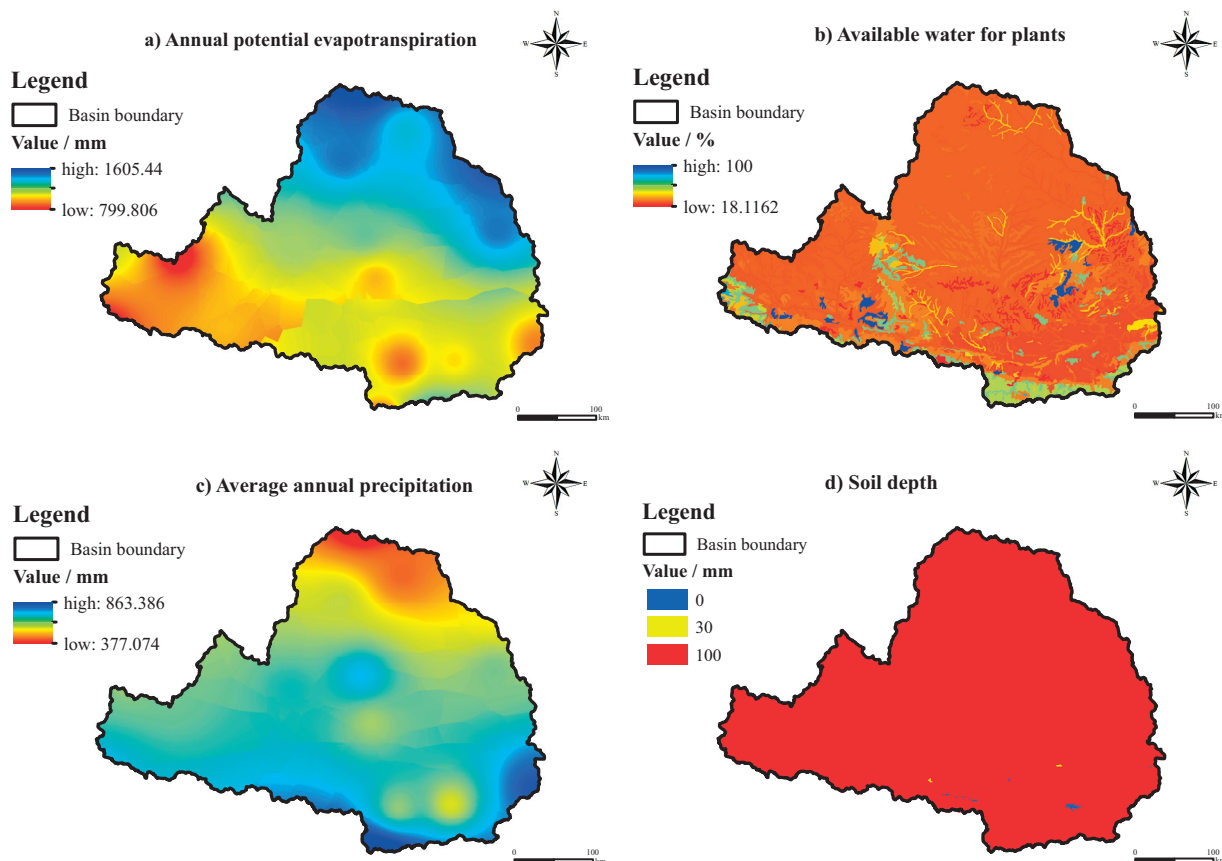 a) Annual potential evapotranspiration
N
W
E
S
Legend
Basin boundary
Value / mm
high: 1605.44
low: 799.806
0
100
km
b) Available water for plants
N
W
E
S
Legend
Basin boundary
Value / %
high: 100
low: 18.1162
0
100
km
c) Average annual precipitation
N
W
E
S
Legend
Basin boundary
Value / mm
high: 863.386
low: 377.074
0
100
km
d) Soil depth
N
W
E
S
Legend
Basin boundary
Value / mm
0
30
100
0
100
km